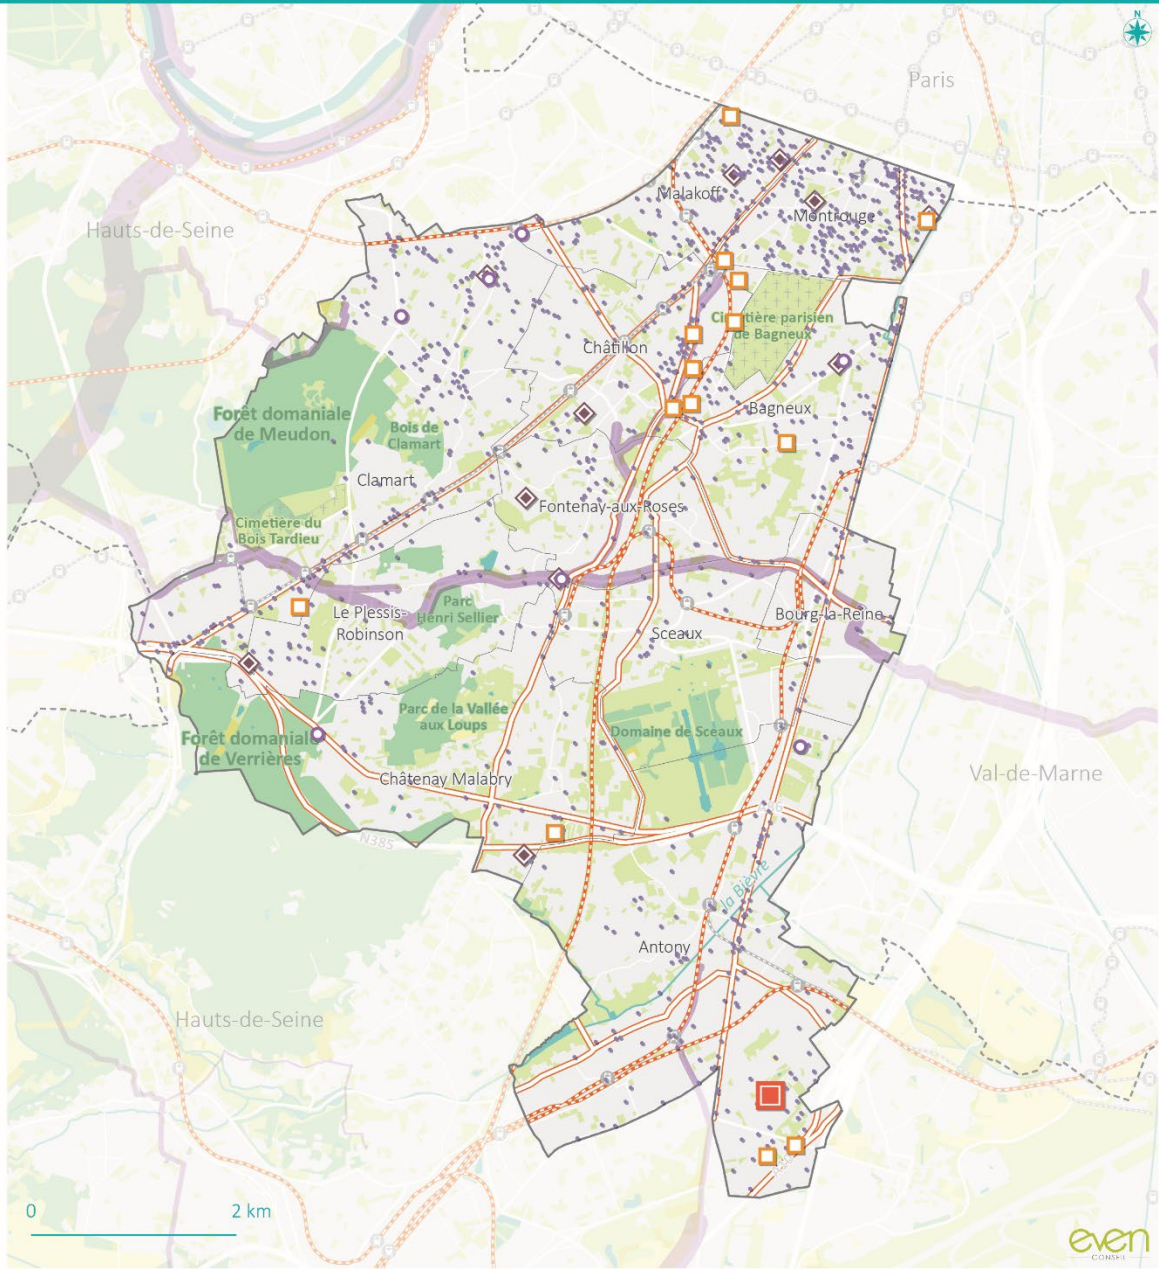 N
Paris
Malakoff
Montrouge
Hauts-de-Seine
Cimetière parisien
de Bagneux
Châtillon
Forêt domaniale
de Meudon
Bagneux
Bois de
Clamart
Clamart
Fontenay-aux-Roses
Cimetière du
Bois Tardieu
Parc
Henri Sellier
Le Plessis-
Robinson
Bourg-la-Reine
Sceaux
Parc de la Vallée
aux Loups
Domaine de Sceaux
Forêt domaniale
de Verrières
Val-de-Marne
Châtenay Malabry
A86
N385
la Bièvre
Antony
Hauts-de-Seine
0 2 km
even
CONSEIL